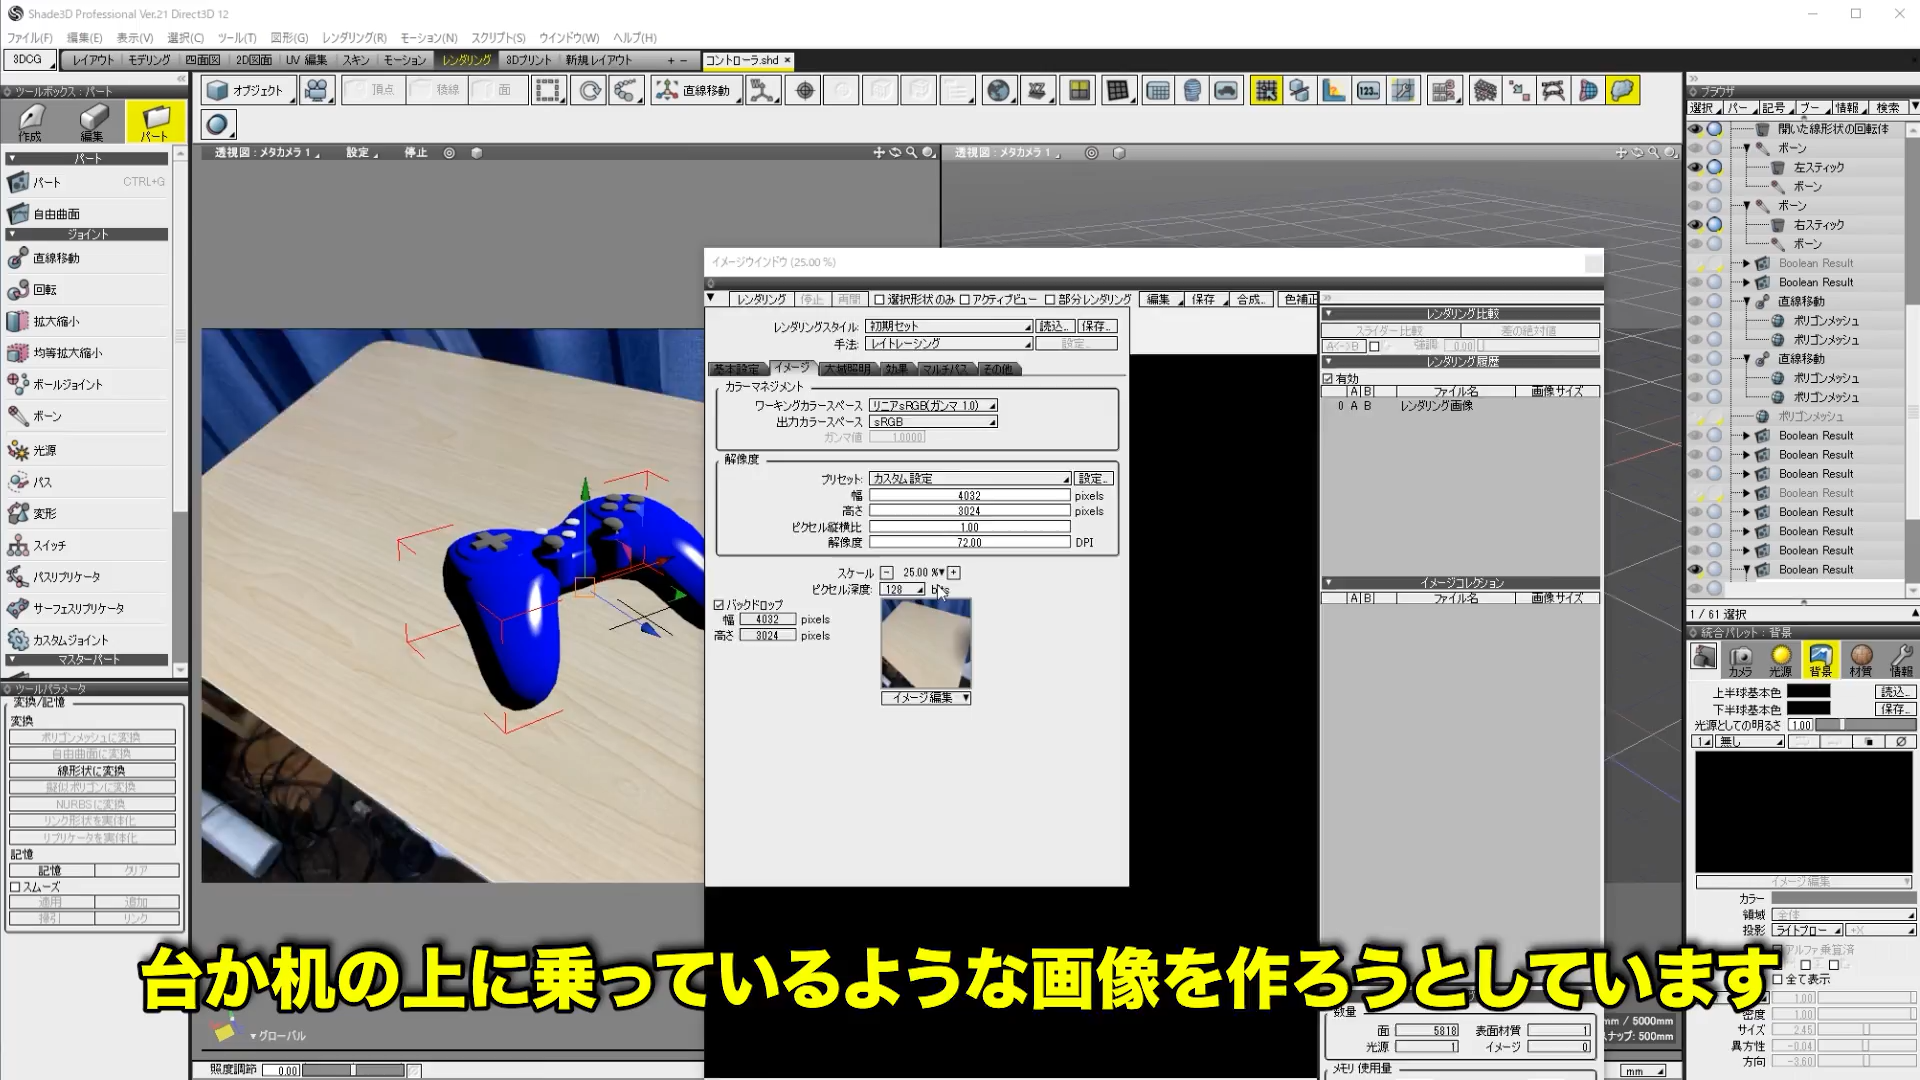 Shade3D Professional Ver.21 Direct3D 12
ファイル(F) 編集(E) 表示(V) 選択(C) ツール(T) 図形(G) レンダリング(R) モーション(N) スクリプト(S) ウインドウ(W) ヘルプ(H)
3DCG レイアウト モデリング 四面図 2D図面 UV 編集 スキン モーション レンダリング 3Dプリント 新規レイアウト + − コントローラ.shd ×
ツールボックス : パート
作成 編集 パート
パート
パート CTRL+G
自由曲面
ジョイント
直線移動
回転
拡大縮小
均等拡大縮小
ボールジョイント
ボーン
光源
パス
変形
スイッチ
パスリプリケータ
サーフェスリプリケータ
カスタムジョイント
マスターパート
ツールパラメータ
変換/記憶
変換
ポリゴンメッシュに変換
自由曲面に変換
線形状に変換
擬似ポリゴンに変換
NURBSに変換
リンク形状を実体化
リプリケータを実体化
記憶
記憶 クリア
スムーズ
適用 追加
掃引 リンク
オブジェクト 頂点 稜線 面 直線移動
透視図 : メタカメラ 1 設定 停止
透視図 : メタカメラ 1
イメージウインドウ (25.00 %)
レンダリング 停止 再開 選択形状のみ アクティブビュー 部分レンダリング 編集 保存 合成... 色補正
レンダリングスタイル: 初期セット 読込... 保存...
手法: レイトレーシング 設定...
基本設定 イメージ 大域照明 効果 マルチパス その他
カラーマネジメント
ワーキングカラースペース リニアsRGB(ガンマ 1.0)
出力カラースペース sRGB
ガンマ値 1.0000
解像度
プリセット: カスタム設定 設定...
幅 4032 pixels
高さ 3024 pixels
ピクセル縦横比 1.00
解像度 72.00 DPI
スケール − 25.00 % +
ピクセル深度: 128
バックドロップ
幅 4032 pixels
高さ 3024 pixels
イメージ編集
レンダリング比較
スライダー比較 差の絶対値
A<->B 強調: 0.00
レンダリング履歴
有効
A B ファイル名 画像サイズ
0 A B レンダリング画像
イメージコレクション
A B ファイル名 画像サイズ
ブラウザ
選択 パー 記号 ブー 情報 検索
開いた線形状の回転体
ボーン
左スティック
ボーン
ボーン
右スティック
ボーン
Boolean Result
Boolean Result
直線移動
ポリゴンメッシュ
ポリゴンメッシュ
直線移動
ポリゴンメッシュ
ポリゴンメッシュ
ポリゴンメッシュ
Boolean Result
Boolean Result
Boolean Result
Boolean Result
Boolean Result
Boolean Result
Boolean Result
Boolean Result
1 / 61 選択
統合パレット : 背景
カメラ 光源 背景 材質 情報
上半球基本色 読込...
下半球基本色 保存...
光源としての明るさ 1.00
1 無し
イメージ編集
カラー
領域 全体
投影 ライトプロー +X
アルファ乗算済
全て表示
1.00
密度 1.00
サイズ 2.45
異方性 -0.04
方向 -3.60
台か机の上に乗っているような画像を作ろうとしています
グローバル
照度調節 0.00
数量
面 5818 表面材質 1
光源 1 イメージ 0
メモリ使用量
mm / 5000mm
ナップ: 500mm
mm